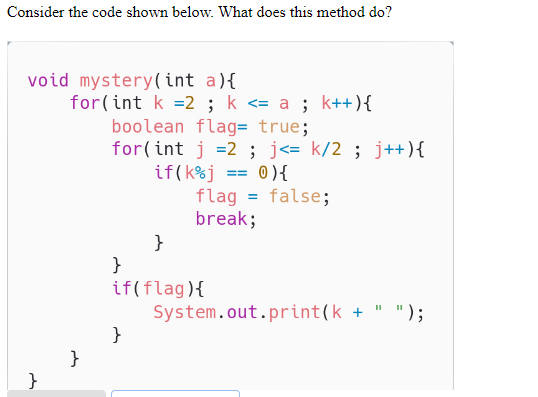 Consider the code shown below. What does this method do?
void mystery(int a){
for(int k =2 ; k <= a ; k++){
boolean flag= true;
for(int j =2 ; j<= k/2 ; j++){
if(k%j == 0){
flag = false;
break;
}
}
if(flag){
System.out.print(k + " ");
}
}
}